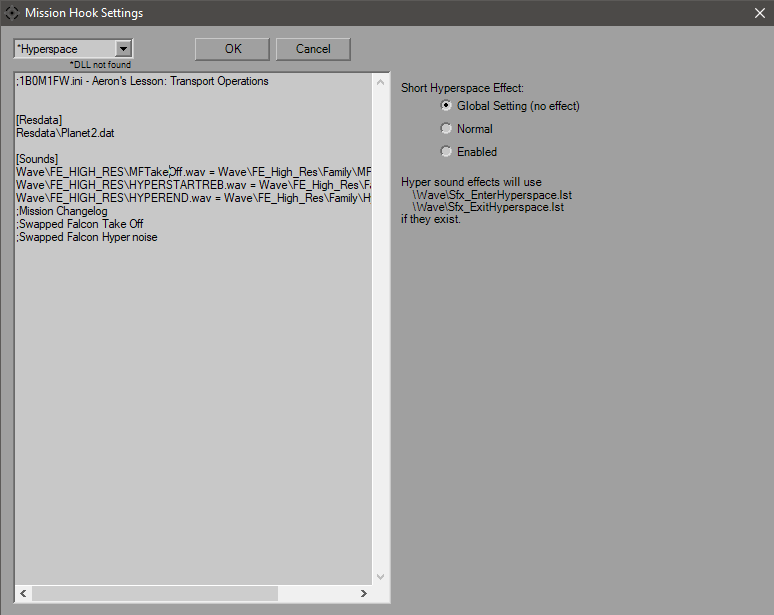 Mission Hook Settings
*Hyperspace
OK
Cancel
*DLL not found
;1B0M1FW.ini - Aeron's Lesson: Transport Operations
[Resdata]
Resdata\Planet2.dat
[Sounds]
Wave\FE_HIGH_RES\MFTakeOff.wav = Wave\FE_High_Res\Family\MF
Wave\FE_HIGH_RES\HYPERSTARTREB.wav = Wave\FE_High_Res\Fa
Wave\FE_HIGH_RES\HYPEREND.wav = Wave\FE_High_Res\Family\H
;Mission Changelog
;Swapped Falcon Take Off
;Swapped Falcon Hyper noise
Short Hyperspace Effect:
Global Setting (no effect)
Normal
Enabled
Hyper sound effects will use
\Wave\Sfx_EnterHyperspace.lst
\Wave\Sfx_ExitHyperspace.lst
if they exist.